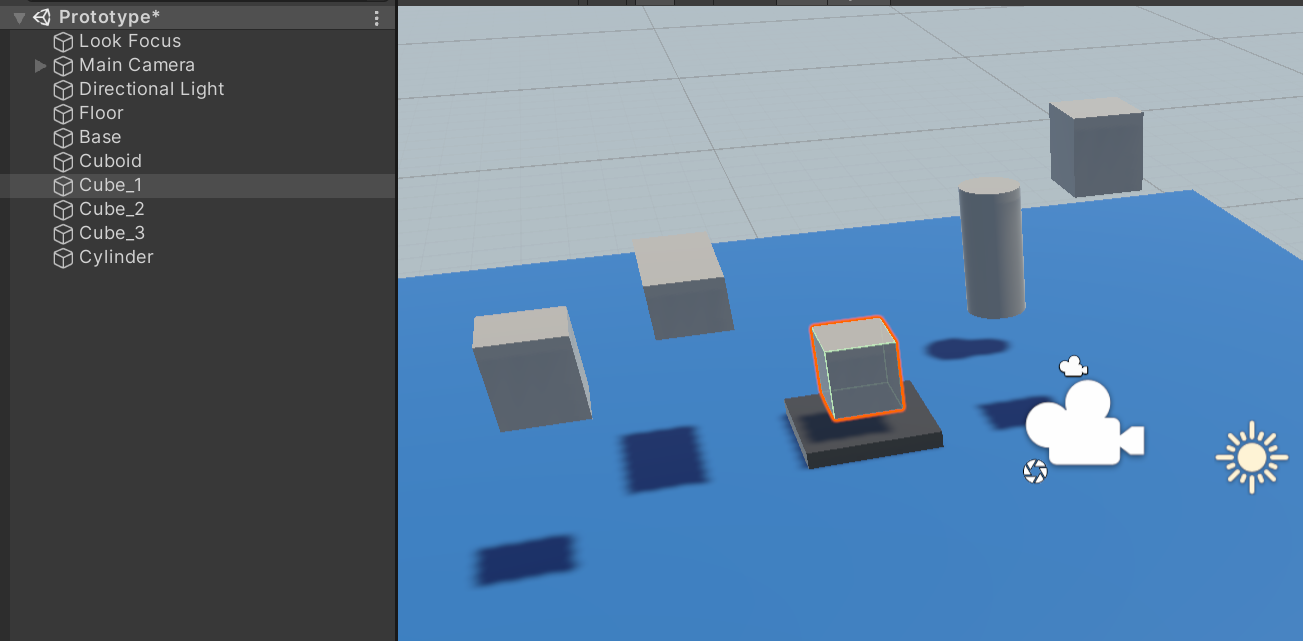 Prototype*
Look Focus
Main Camera
Directional Light
Floor
Base
Cuboid
Cube_1
Cube_2
Cube_3
Cylinder